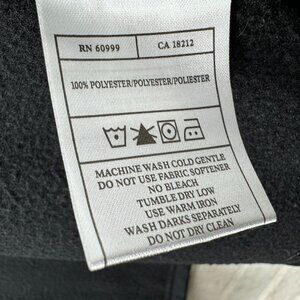 RN 60999 CA 18212
100% POLYESTER/POLYESTER/POLIESTER
MACHINE WASH COLD GENTLE
DO NOT USE FABRIC SOFTENER
NO BLEACH
TUMBLE DRY LOW
USE WARM IRON
WASH DARKS SEPARATELY
DO NOT DRY CLEAN